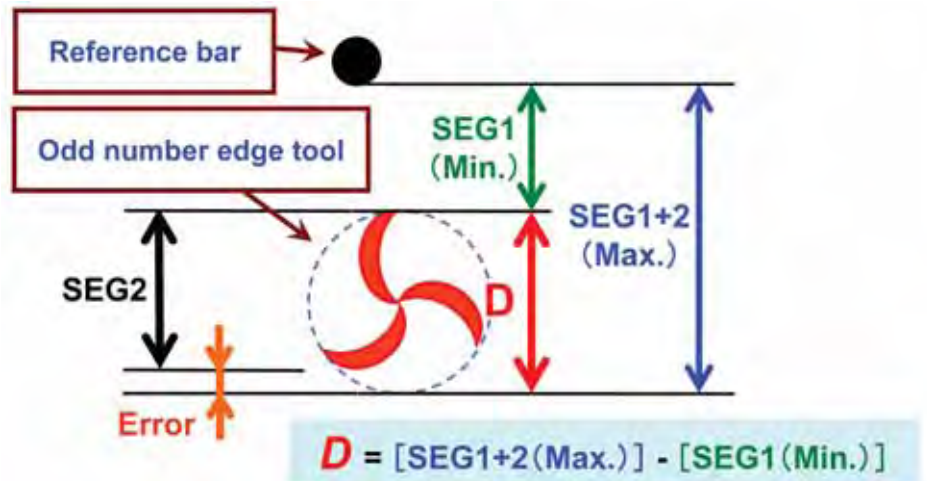 Reference bar
Odd number edge tool
SEG1
(Min.)
SEG1+2
(Max.)
SEG2
D
Error
D = [SEG1+2(Max.)] - [SEG1(Min.)]